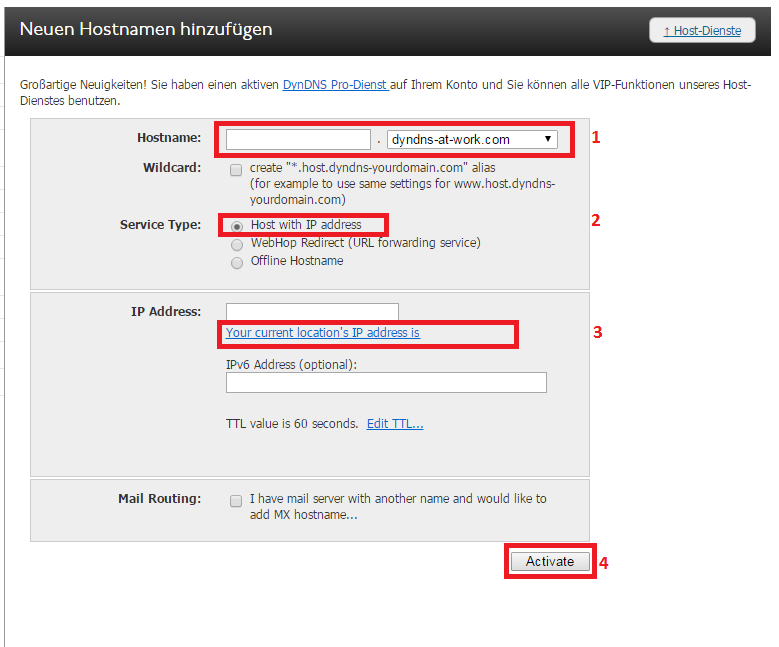 Neuen Hostnamen hinzufügen
↑ Host-Dienste
Großartige Neuigkeiten! Sie haben einen aktiven DynDNS Pro-Dienst auf Ihrem Konto und Sie können alle VIP-Funktionen unseres Host-
Dienstes benutzen.
Hostname: . dyndns-at-work.com 1
Wildcard: create "*.host.dyndns-yourdomain.com" alias
(for example to use same settings for www.host.dyndns-
yourdomain.com)
Service Type: Host with IP address 2
WebHop Redirect (URL forwarding service)
Offline Hostname
IP Address:
Your current location's IP address is 3
IPv6 Address (optional):
TTL value is 60 seconds. Edit TTL...
Mail Routing: I have mail server with another name and would like to
add MX hostname...
Activate 4